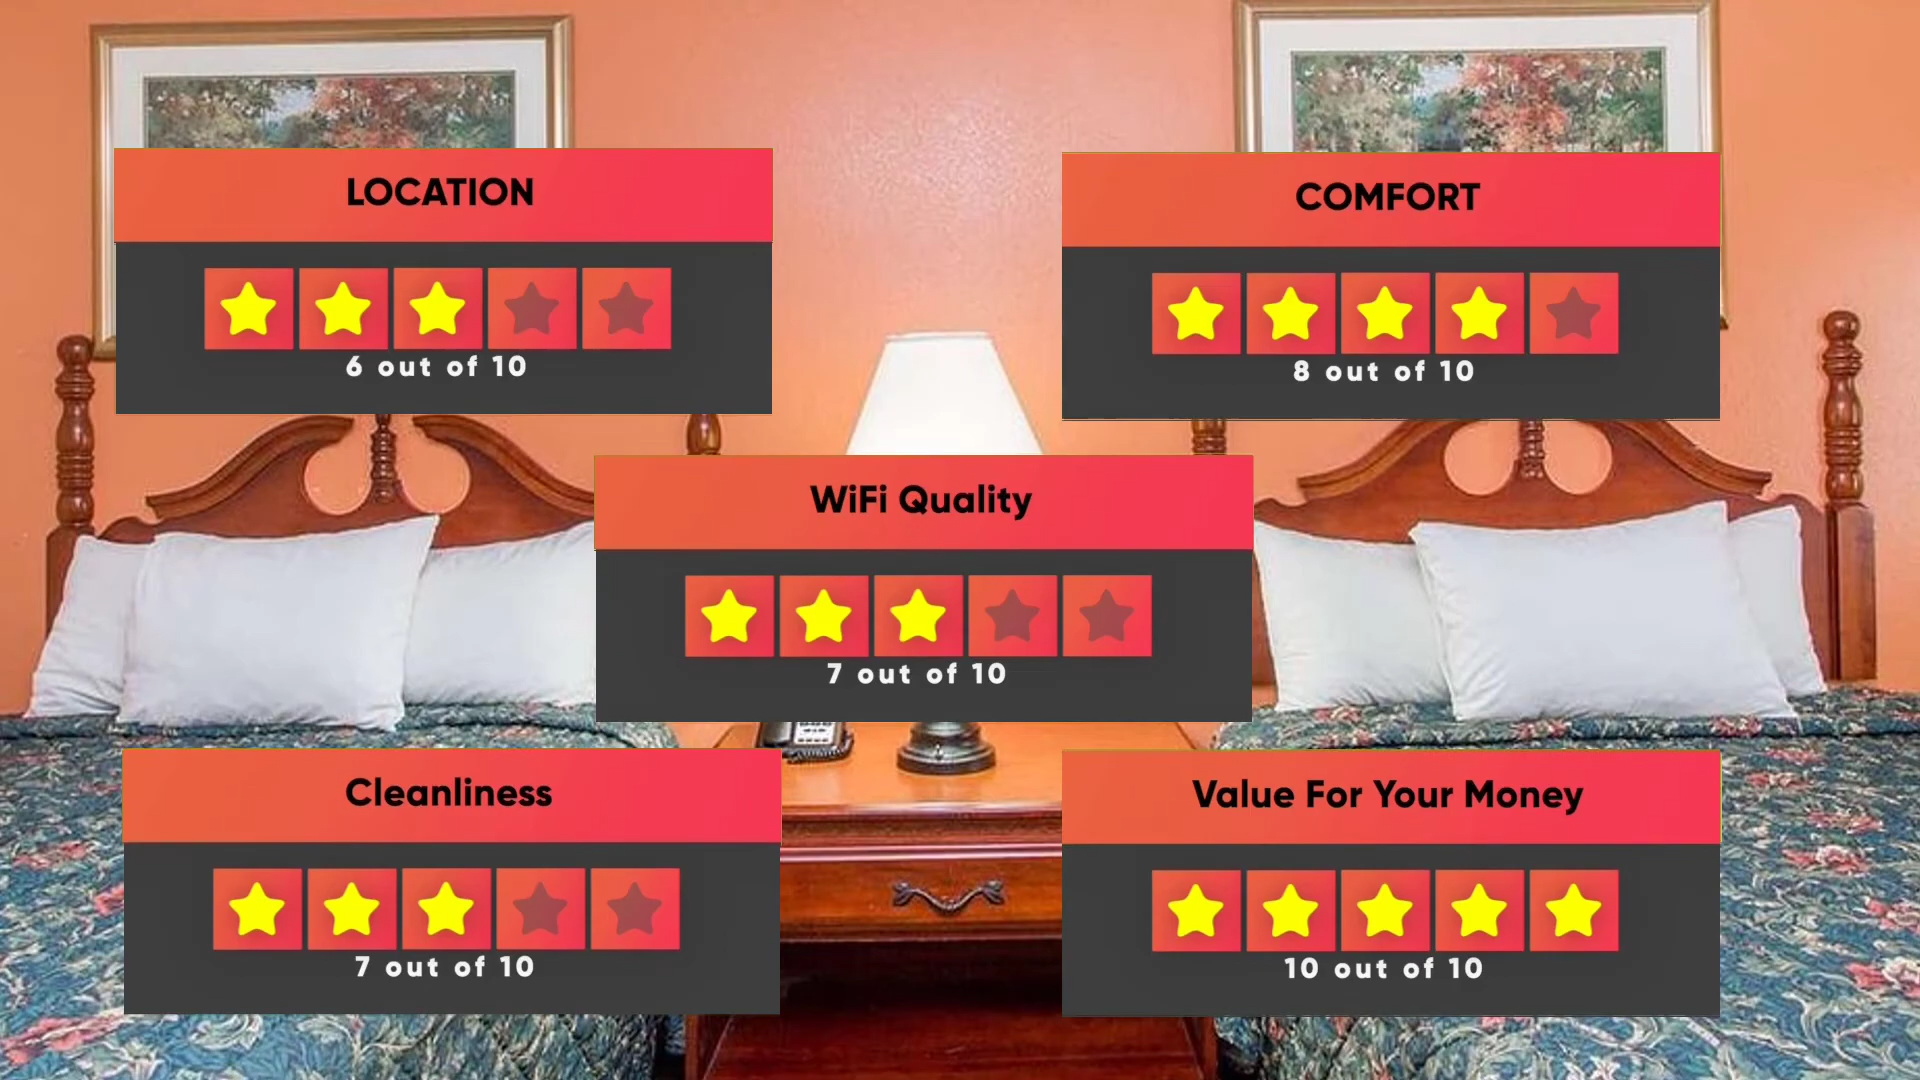 LOCATION
6 out of 10
COMFORT
8 out of 10
WiFi Quality
7 out of 10
Cleanliness
7 out of 10
Value For Your Money
10 out of 10